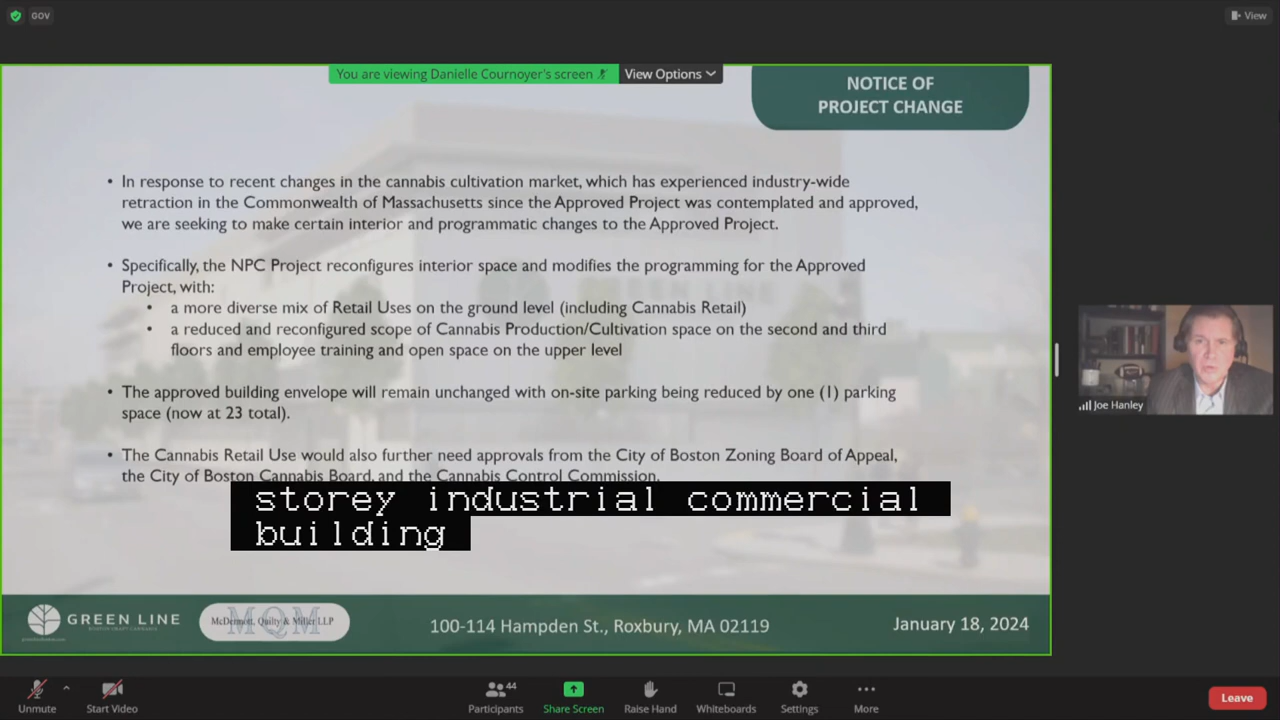 GOV
View
You are viewing Danielle Cournoyer's screen
View Options
NOTICE OF
PROJECT CHANGE
• In response to recent changes in the cannabis cultivation market, which has experienced industry-wide
retraction in the Commonwealth of Massachusetts since the Approved Project was contemplated and approved,
we are seeking to make certain interior and programmatic changes to the Approved Project.
• Specifically, the NPC Project reconfigures interior space and modifies the programming for the Approved
Project, with:
• a more diverse mix of Retail Uses on the ground level (including Cannabis Retail)
• a reduced and reconfigured scope of Cannabis Production/Cultivation space on the second and third
floors and employee training and open space on the upper level
• The approved building envelope will remain unchanged with on-site parking being reduced by one (1) parking
space (now at 23 total).
• The Cannabis Retail Use would also further need approvals from the City of Boston Zoning Board of Appeal,
the City of Boston Cannabis Board, and the Cannabis Control Commission.
storey industrial commercial
building
Joe Hanley
GREEN LINE
BOSTON CRAFT CANNABIS
MQM
McDermott, Quilty & Miller LLP
100-114 Hampden St., Roxbury, MA 02119
January 18, 2024
Unmute
Start Video
Participants
44
Share Screen
Raise Hand
Whiteboards
Settings
More
Leave